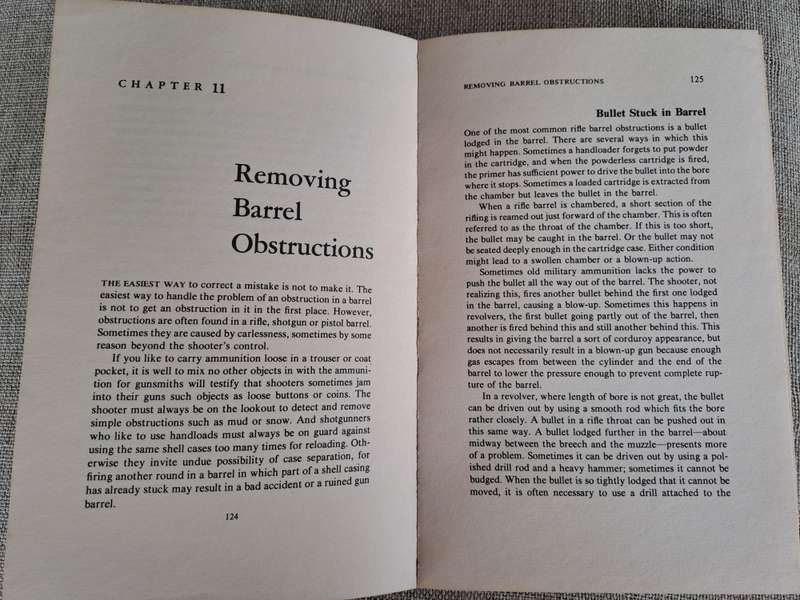 CHAPTER 11
Removing
Barrel
Obstructions
THE EASIEST WAY to correct a mistake is not to make it. The
easiest way to handle the problem of an obstruction in a barrel
is not to get an obstruction in it in the first place. However,
obstructions are often found in a rifle, shotgun or pistol barrel.
Sometimes they are caused by carlessness, sometimes by some
reason beyond the shooter's control.
If you like to carry ammunition loose in a trouser or coat
pocket, it is well to mix no other objects in with the ammuni-
tion for gunsmiths will testify that shooters sometimes jam
into their guns such objects as loose buttons or coins. The
shooter must always be on the lookout to detect and remove
simple obstructions such as mud or snow. And shotgunners
who like to use handloads must always be on guard against
using the same shell cases too many times for reloading. Oth-
erwise they invite undue possibility of case separation, for
firing another round in a barrel in which part of a shell casing
has already stuck may result in a bad accident or a ruined gun
barrel.
124
REMOVING BARREL OBSTRUCTIONS 125
Bullet Stuck in Barrel
One of the most common rifle barrel obstructions is a bullet
lodged in the barrel. There are several ways in which this
might happen. Sometimes a handloader forgets to put powder
in the cartridge, and when the powderless cartridge is fired,
the primer has sufficient power to drive the bullet into the bore
where it stops. Sometimes a loaded cartridge is extracted from
the chamber but leaves the bullet in the barrel.
When a rifle barrel is chambered, a short section of the
rifling is reamed out just forward of the chamber. This is often
referred to as the throat of the chamber. If this is too short,
the bullet may be caught in the barrel. Or the bullet may not
be seated deeply enough in the cartridge case. Either condition
might lead to a swollen chamber or a blown-up action.
Sometimes old military ammunition lacks the power to
push the bullet all the way out of the barrel. The shooter, not
realizing this, fires another bullet behind the first one lodged
in the barrel, causing a blow-up. Sometimes this happens in
revolvers, the first bullet going partly out of the barrel, then
another is fired behind this and still another behind this. This
results in giving the barrel a sort of corduroy appearance, but
does not necessarily result in a blown-up gun because enough
gas escapes from between the cylinder and the end of the
barrel to lower the pressure enough to prevent complete rup-
ture of the barrel.
In a revolver, where length of bore is not great, the bullet
can be driven out by using a smooth rod which fits the bore
rather closely. A bullet in a rifle throat can be pushed out in
this same way. A bullet lodged further in the barrel—about
midway between the breech and the muzzle—presents more
of a problem. Sometimes it can be driven out by using a pol-
ished drill rod and a heavy hammer; sometimes it cannot be
budged. When the bullet is so tightly lodged that it cannot be
moved, it is often necessary to use a drill attached to the